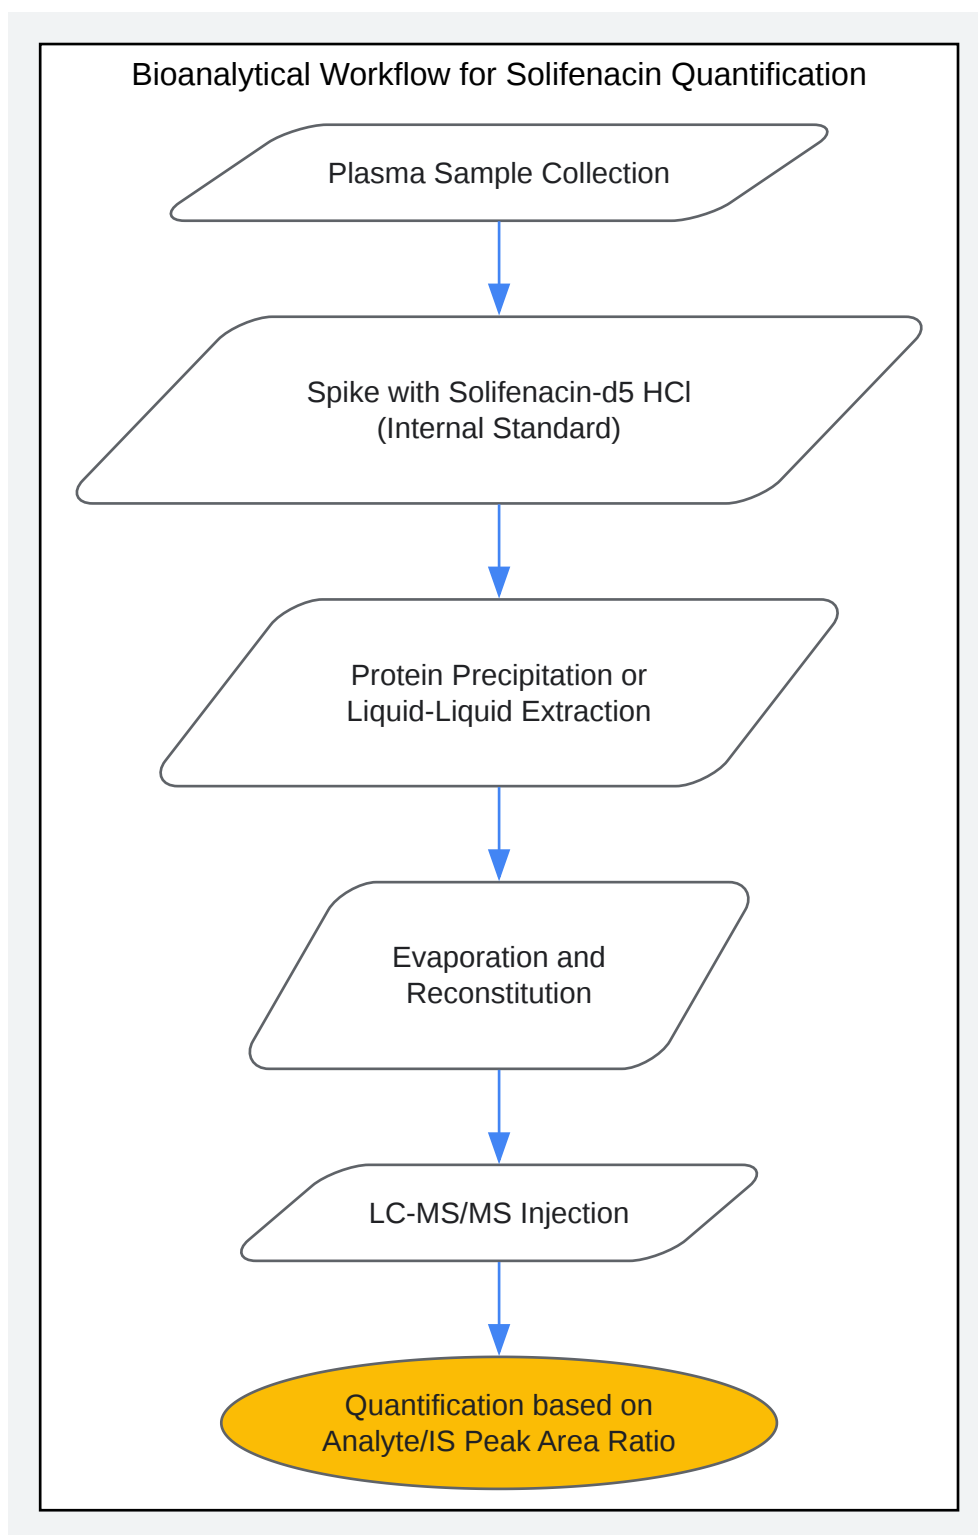 Bioanalytical Workflow for Solifenacin Quantification
Plasma Sample Collection
Spike with Solifenacin-d5 HCl
(Internal Standard)
Protein Precipitation or
Liquid-Liquid Extraction
Evaporation and
Reconstitution
LC-MS/MS Injection
Quantification based on
Analyte/IS Peak Area Ratio